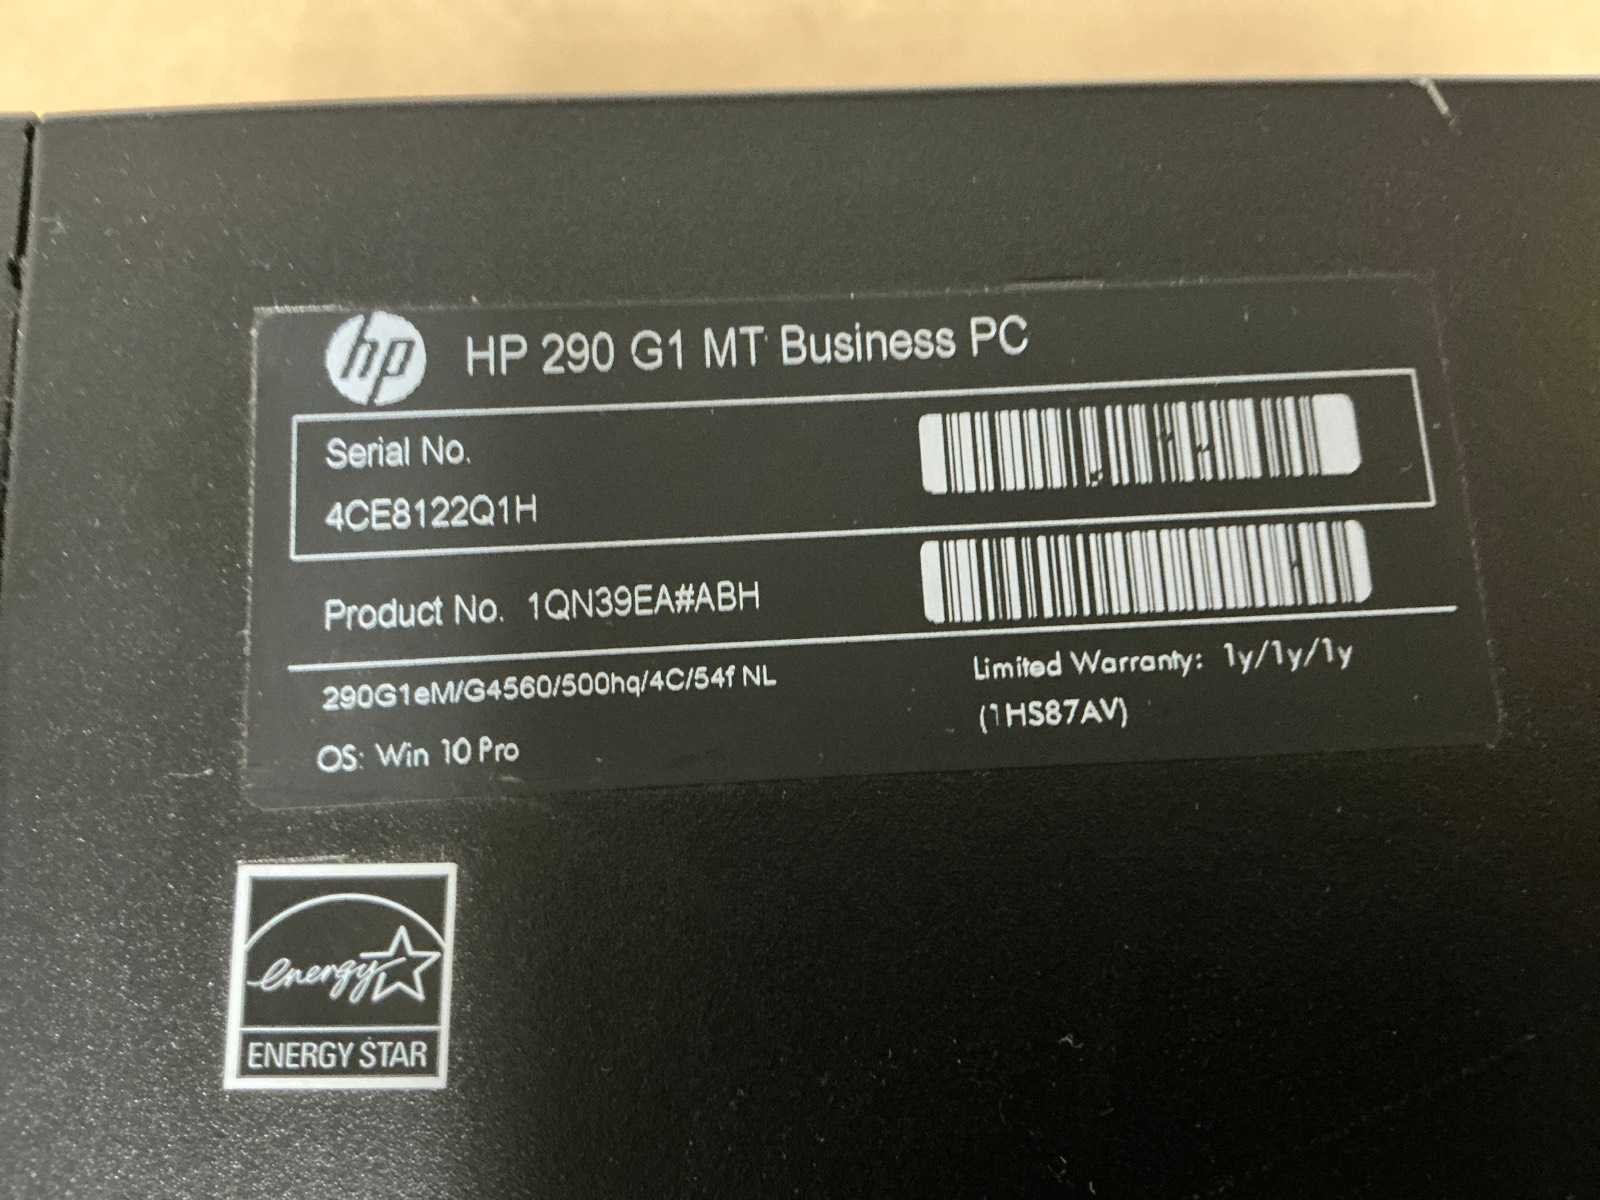 hp HP 290 G1 MT Business PC
Serial No.
4CE8122Q1H
Product No. 1QN39EA#ABH
290G1eM/G4560/500hq/4C/54f NL
Limited Warranty: 1y/1y/1y
(1HS87AV)
OS: Win 10 Pro
energy
ENERGY STAR